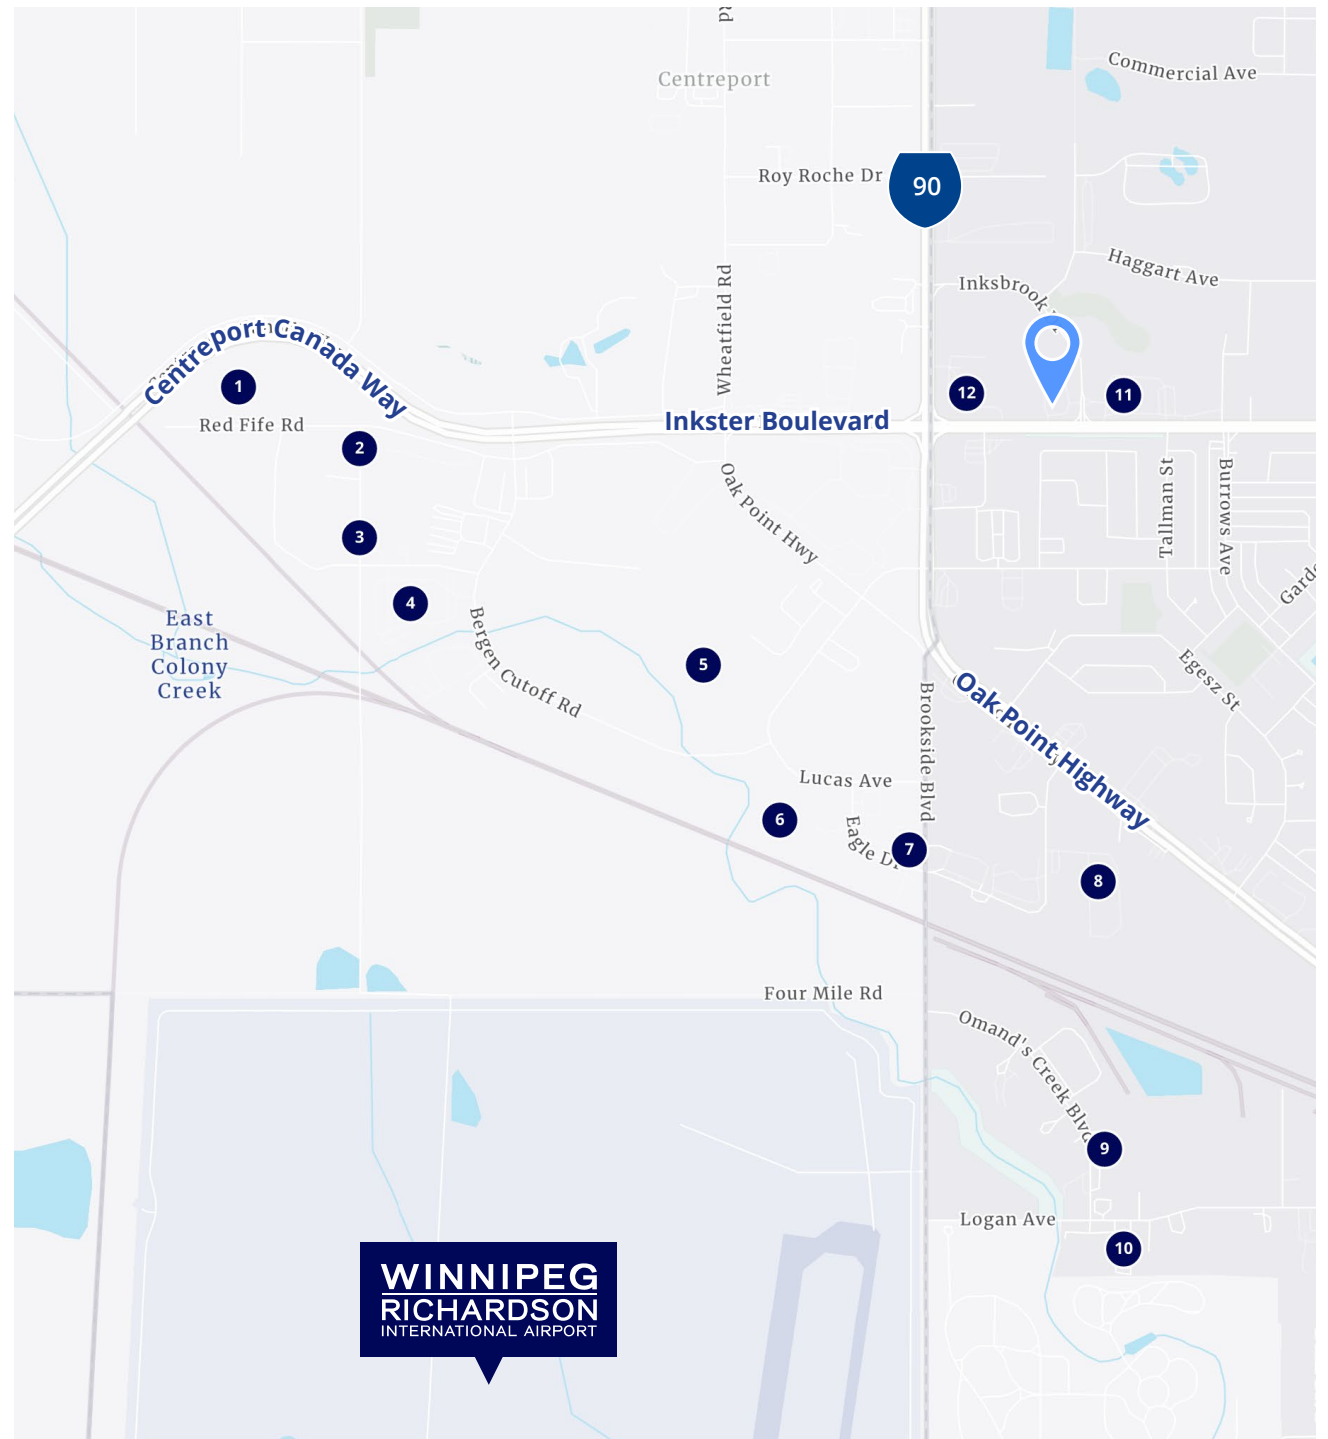 Centreport
Commercial Ave
Roy Roche Dr
90
Haggart Ave
Inksbrook
Wheatfield Rd
Centreport Canada Way
1
12
11
Red Fife Rd
Inkster Boulevard
2
Oak Point Hwy
Tallman St
Burrows Ave
3
4
East
Branch
Colony
Creek
Bergen Cutoff Rd
5
Egesz St
Oak Point Highway
Brookside Blvd
Lucas Ave
6
Eagle Dr
7
8
Four Mile Rd
Omand's Creek Blvd
9
Logan Ave
10
WINNIPEG
RICHARDSON
INTERNATIONAL AIRPORT